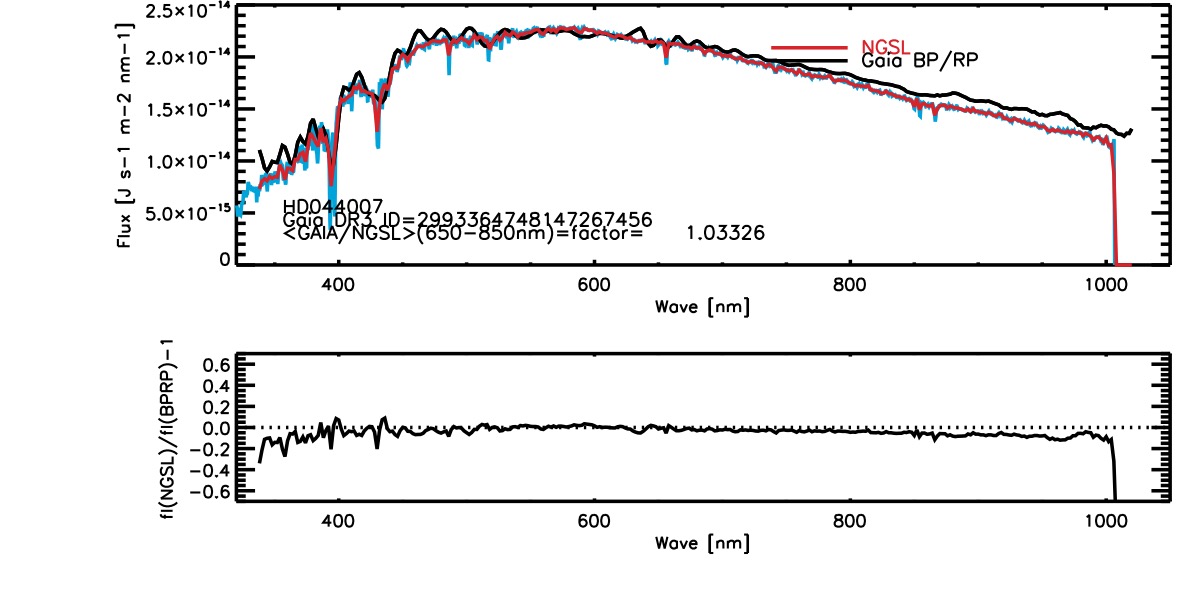 2.5×10⁻¹⁴
2.0×10⁻¹⁴
1.5×10⁻¹⁴
1.0×10⁻¹⁴
5.0×10⁻¹⁵
0
Flux [J s−1 m−2 nm−1]
NGSL
Gaia BP/RP
HD044007
Gaia DR3 ID=2993364748147267456
<GAIA/NGSL>(650−850nm)=factor= 1.03326
400 600 800 1000
Wave [nm]
fl(NGSL)/fl(BPRP)−1
0.6
0.4
0.2
0.0
−0.2
−0.4
−0.6
400 600 800 1000
Wave [nm]